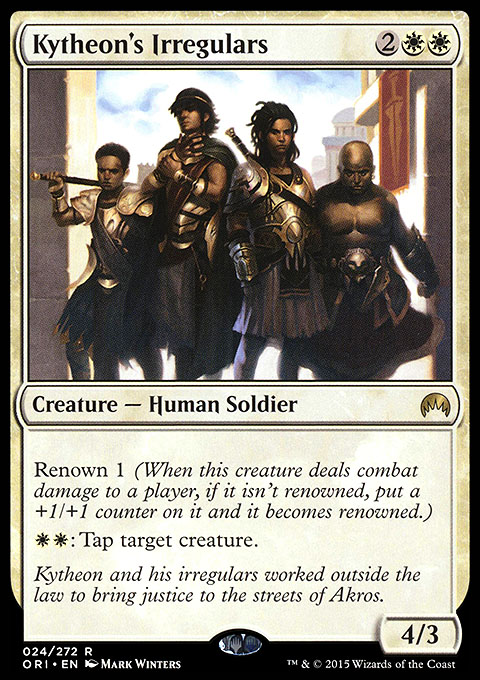 Kytheon's Irregulars 2
Creature — Human Soldier
Renown 1 (When this creature deals combat
damage to a player, if it isn't renowned, put a
+1/+1 counter on it and it becomes renowned.)
: Tap target creature.
Kytheon and his irregulars worked outside the
law to bring justice to the streets of Akros.
4/3
024/272 R
ORI • EN Mark Winters
™ & © 2015 Wizards of the Coast